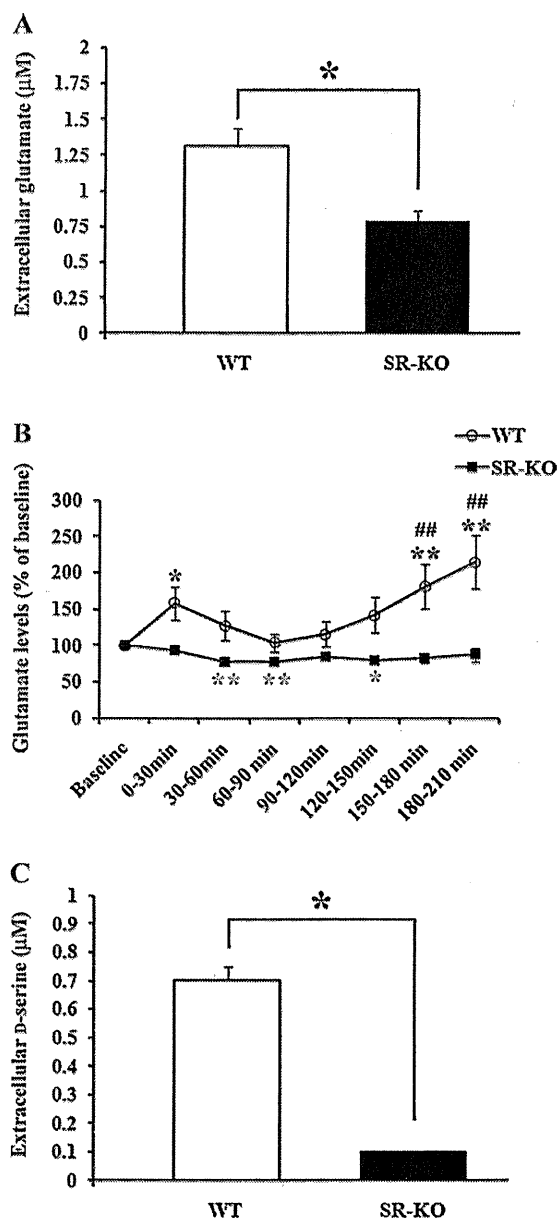 A
Extracellular glutamate (µM)
2
1.75
1.5
1.25
1
0.75
0.5
0.25
0
*
WT
SR-KO
B
WT
SR-KO
Glutamate levels (% of baseline)
300
250
200
150
100
50
0
*
##
**
##
**
**
**
*
Baseline
0-30min
30-60min
60-90 min
90-120min
120-150min
150-180 min
180-210 min
C
Extracellular D-serine (µM)
1
0.9
0.8
0.7
0.6
0.5
0.4
0.3
0.2
0.1
0
*
WT
SR-KO